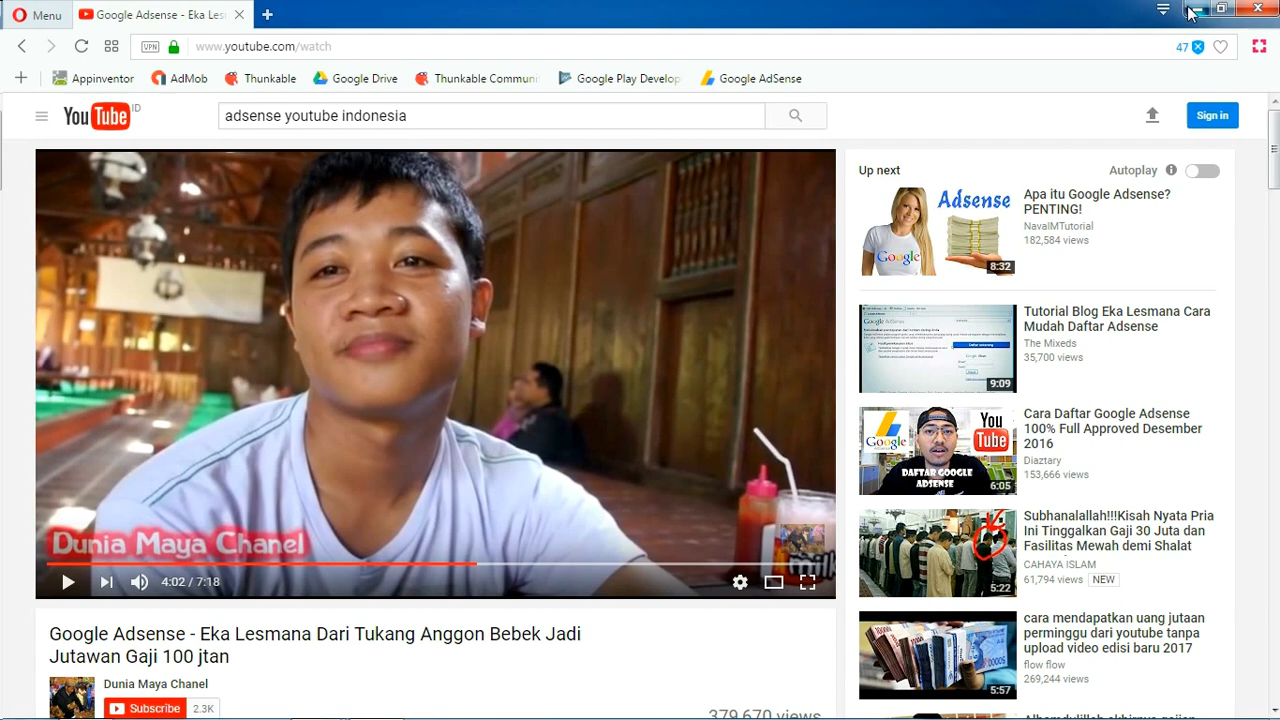 Menu
Google Adsense - Eka Les
VPN
www.youtube.com/watch
47
Appinventor
AdMob
Thunkable
Google Drive
Thunkable Commun
Google Play Develop
Google AdSense
YouTube ID
adsense youtube indonesia
Sign in
Dunia Maya Chanel
4:02 / 7:18
Google Adsense - Eka Lesmana Dari Tukang Anggon Bebek Jadi
Jutawan Gaji 100 jtan
Dunia Maya Chanel
Subscribe 2.3K
379,670 views
Up next
Autoplay
Adsense
Google
8:32
Apa itu Google Adsense?
PENTING!
NavaIMTutorial
182,584 views
9:09
Tutorial Blog Eka Lesmana Cara
Mudah Daftar Adsense
The Mixeds
35,700 views
Google
YouTube
DAFTAR GOOGLE
ADSENSE
6:05
Cara Daftar Google Adsense
100% Full Approved Desember
2016
Diaztary
153,666 views
5:22
Subhanalallah!!!Kisah Nyata Pria
Ini Tinggalkan Gaji 30 Juta dan
Fasilitas Mewah demi Shalat
CAHAYA ISLAM
61,794 views NEW
5:57
cara mendapatkan uang jutaan
perminggu dari youtube tanpa
upload video edisi baru 2017
flow flow
269,244 views